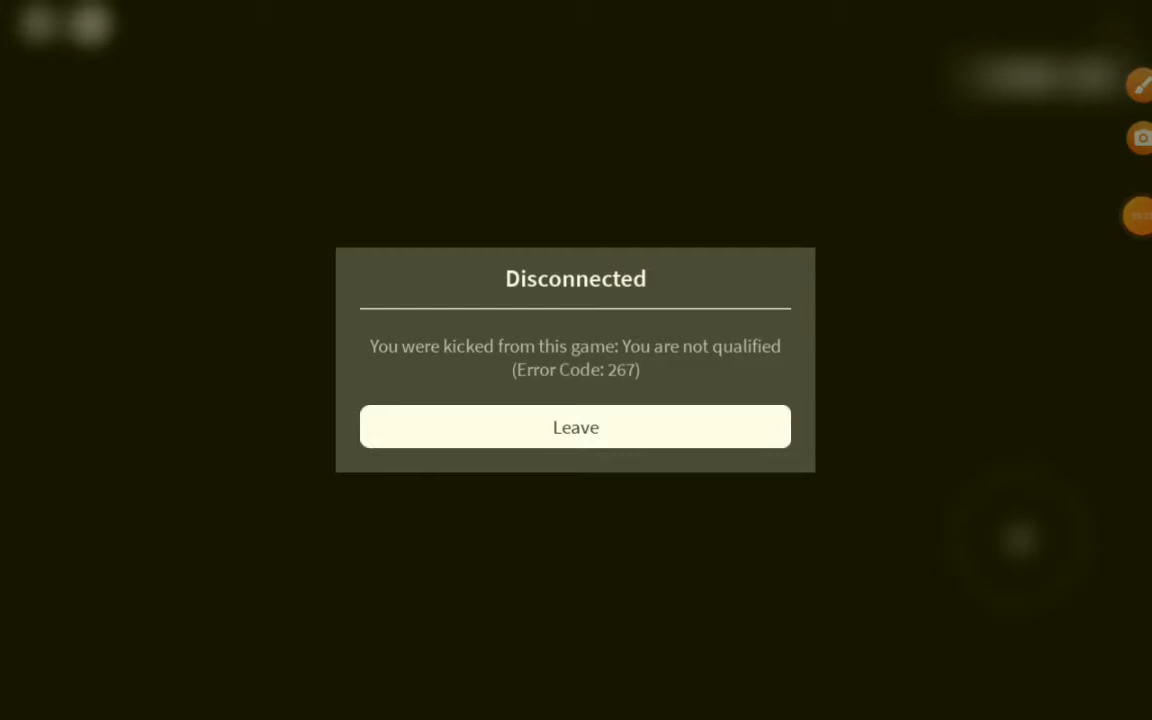 Disconnected
You were kicked from this game: You are not qualified
(Error Code: 267)
Leave